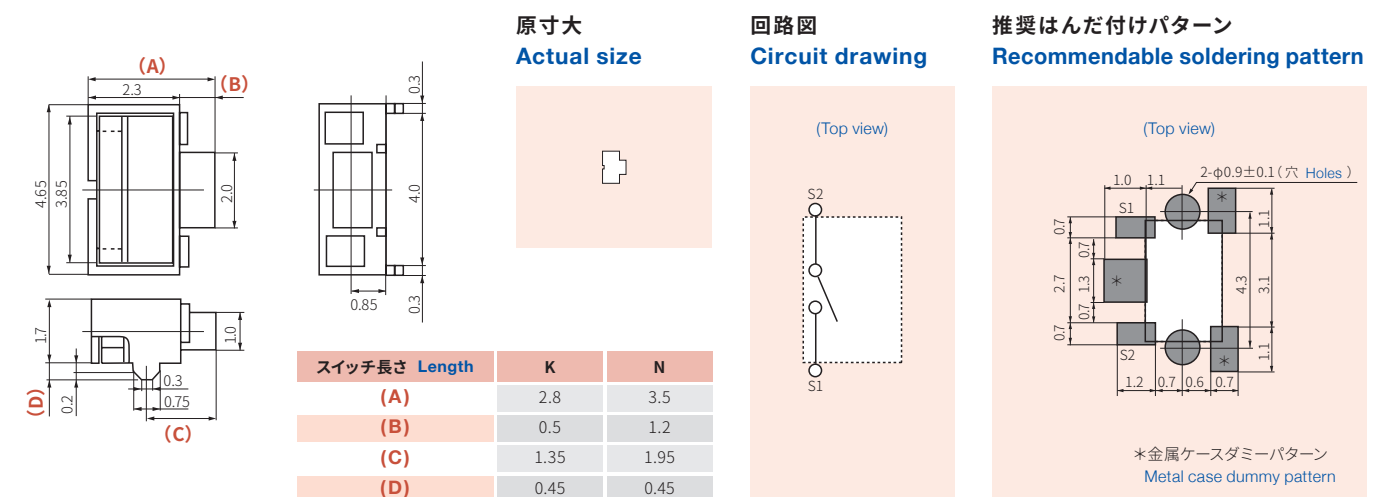 原寸大
Actual size
回路図
Circuit drawing
推奨はんだ付けパターン
Recommendable soldering pattern
(A)
(B)
2.3
4.65
3.85
2.0
0.3
4.0
0.85
0.3
1.7
1.0
(D)
0.2
0.3
0.75
(C)
スイッチ長さ Length K N
(A) 2.8 3.5
(B) 0.5 1.2
(C) 1.35 1.95
(D) 0.45 0.45
(Top view)
S2
S1
(Top view)
2-φ0.9±0.1(穴 Holes )
1.0 1.1
S1
＊
1.1
0.7
0.7
2.7
1.3
＊
4.3
3.1
0.7
0.7
S2
＊
1.1
1.2 0.7 0.6 0.7
＊金属ケースダミーパターン
Metal case dummy pattern